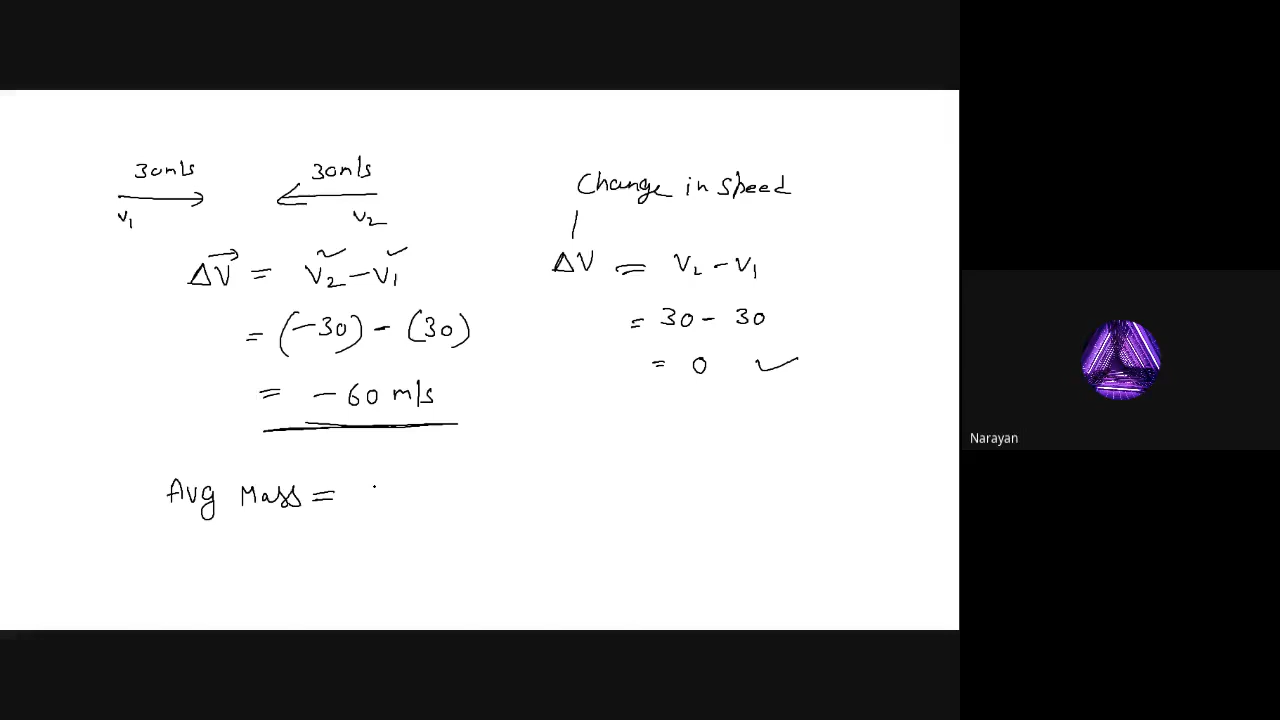 30m/s 30m/s
V1 V2
ΔV⃗ = V2 - V1
= (-30) - (30)
= - 60 m/s
Avg Mass =
Change in speed
ΔV = V2 - V1
= 30 - 30
= 0 ✓
Narayan